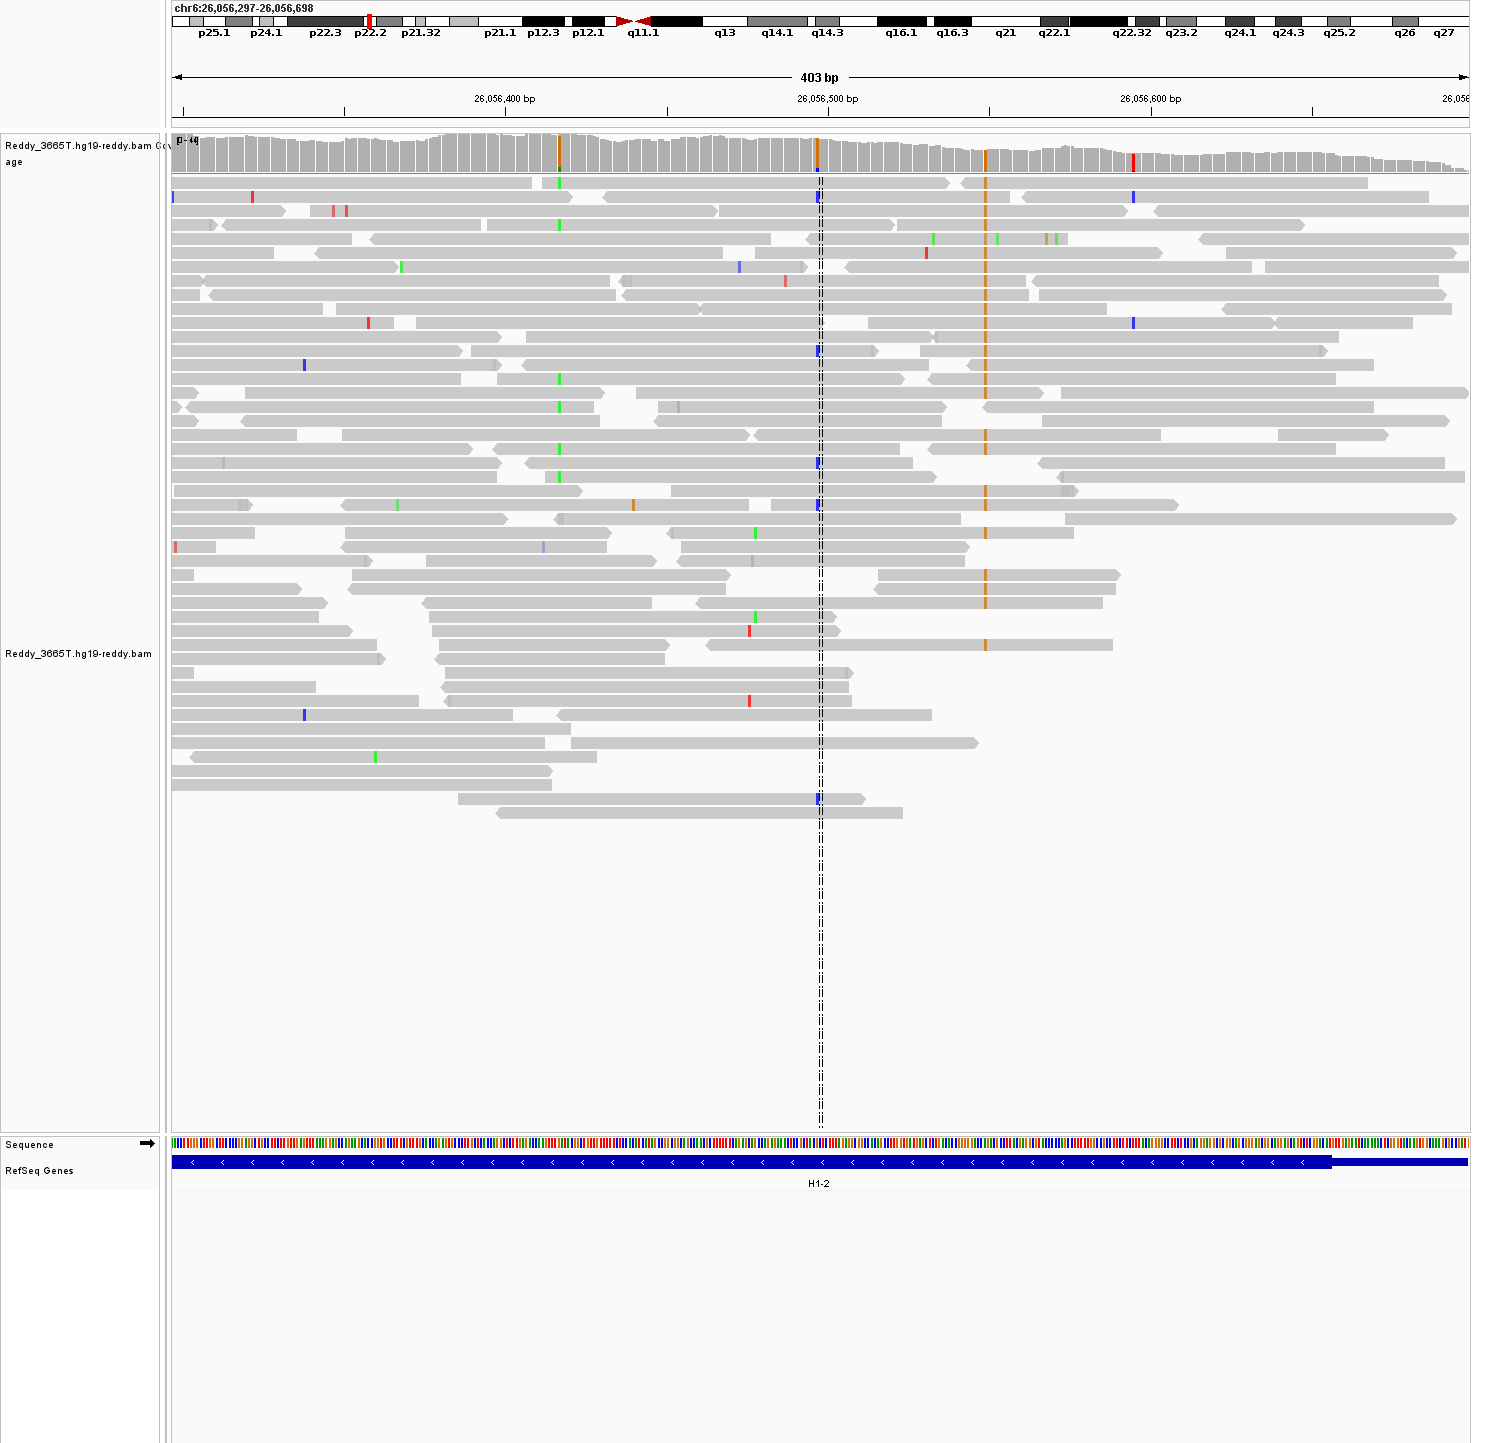 chr6:26,056,297-26,056,698
p25.1 p24.1 p22.3 p22.2 p21.32 p21.1 p12.3 p12.1 q11.1 q13 q14.1 q14.3 q16.1 q16.3 q21 q22.1 q22.32 q23.2 q24.1 q24.3 q25.2 q26 q27
403 bp
26,056,400 bp 26,056,500 bp 26,056,600 bp 26,056
Reddy_3665T.hg19-reddy.bam Cov
age
Reddy_3665T.hg19-reddy.bam
Sequence
RefSeq Genes
H1-2